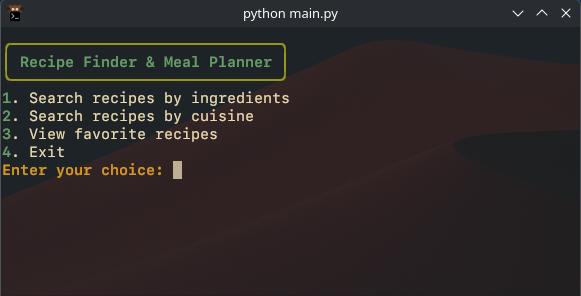 python main.py
Recipe Finder & Meal Planner
1. Search recipes by ingredients
2. Search recipes by cuisine
3. View favorite recipes
4. Exit
Enter your choice: